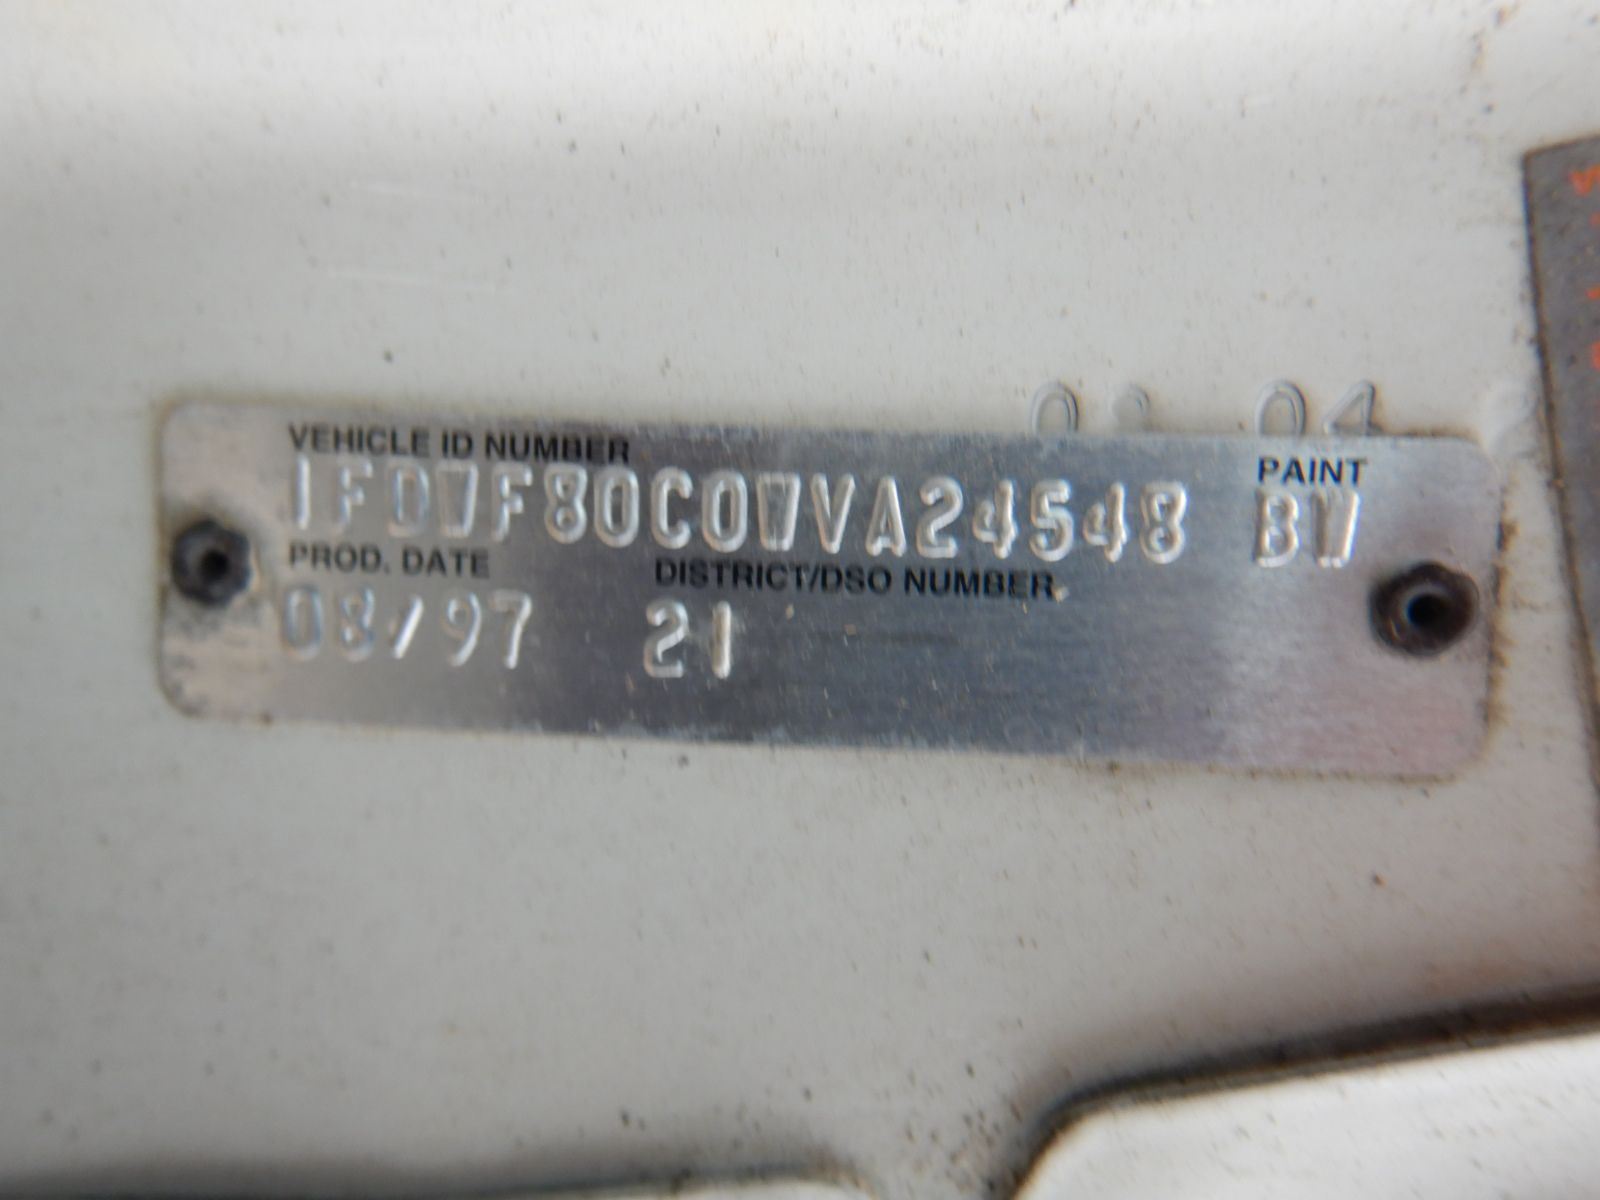 VEHICLE ID NUMBER PAINT
1FDWF80C0WVA24548 BW
PROD. DATE DISTRICT/DSO NUMBER
08/97 21